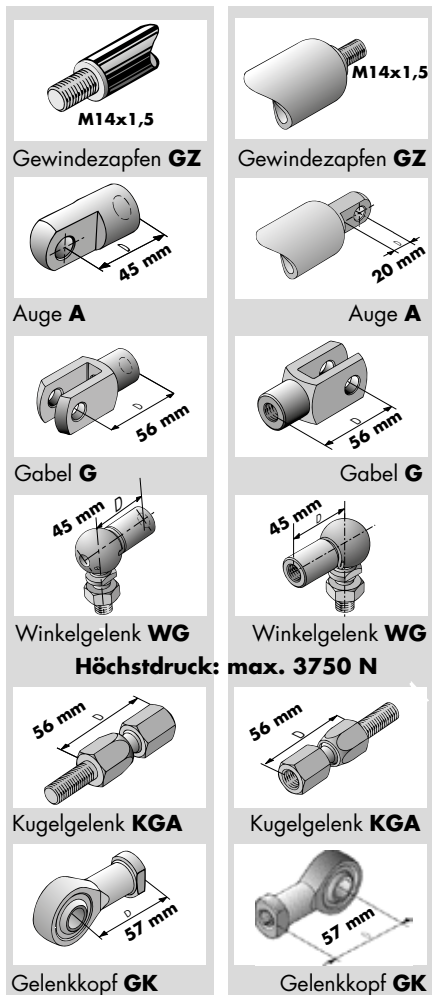 M14x1,5
M14x1,5
Gewindezapfen GZ
Gewindezapfen GZ
D
45 mm
D
20 mm
Auge A
Auge A
D
56 mm
D
56 mm
Gabel G
Gabel G
45 mm
D
45 mm
D
Winkelgelenk WG
Winkelgelenk WG
Höchstdruck: max. 3750 N
56 mm
D
56 mm
D
Kugelgelenk KGA
Kugelgelenk KGA
D
57 mm
57 mm
D
Gelenkkopf GK
Gelenkkopf GK